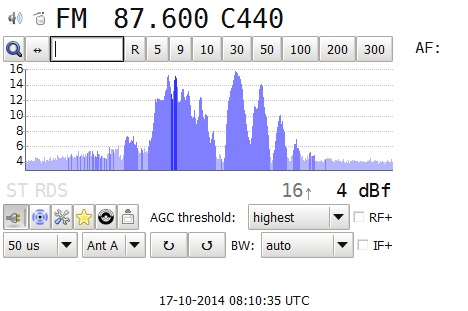 FM 87.600 C440
↔ R 5 9 10 30 50 100 200 300 AF:
16
14
12
10
8
6
4
ST RDS 16↑ 4 dBf
AGC threshold: highest RF+
50 us Ant A ↻ ↺ BW: auto IF+
17-10-2014 08:10:35 UTC